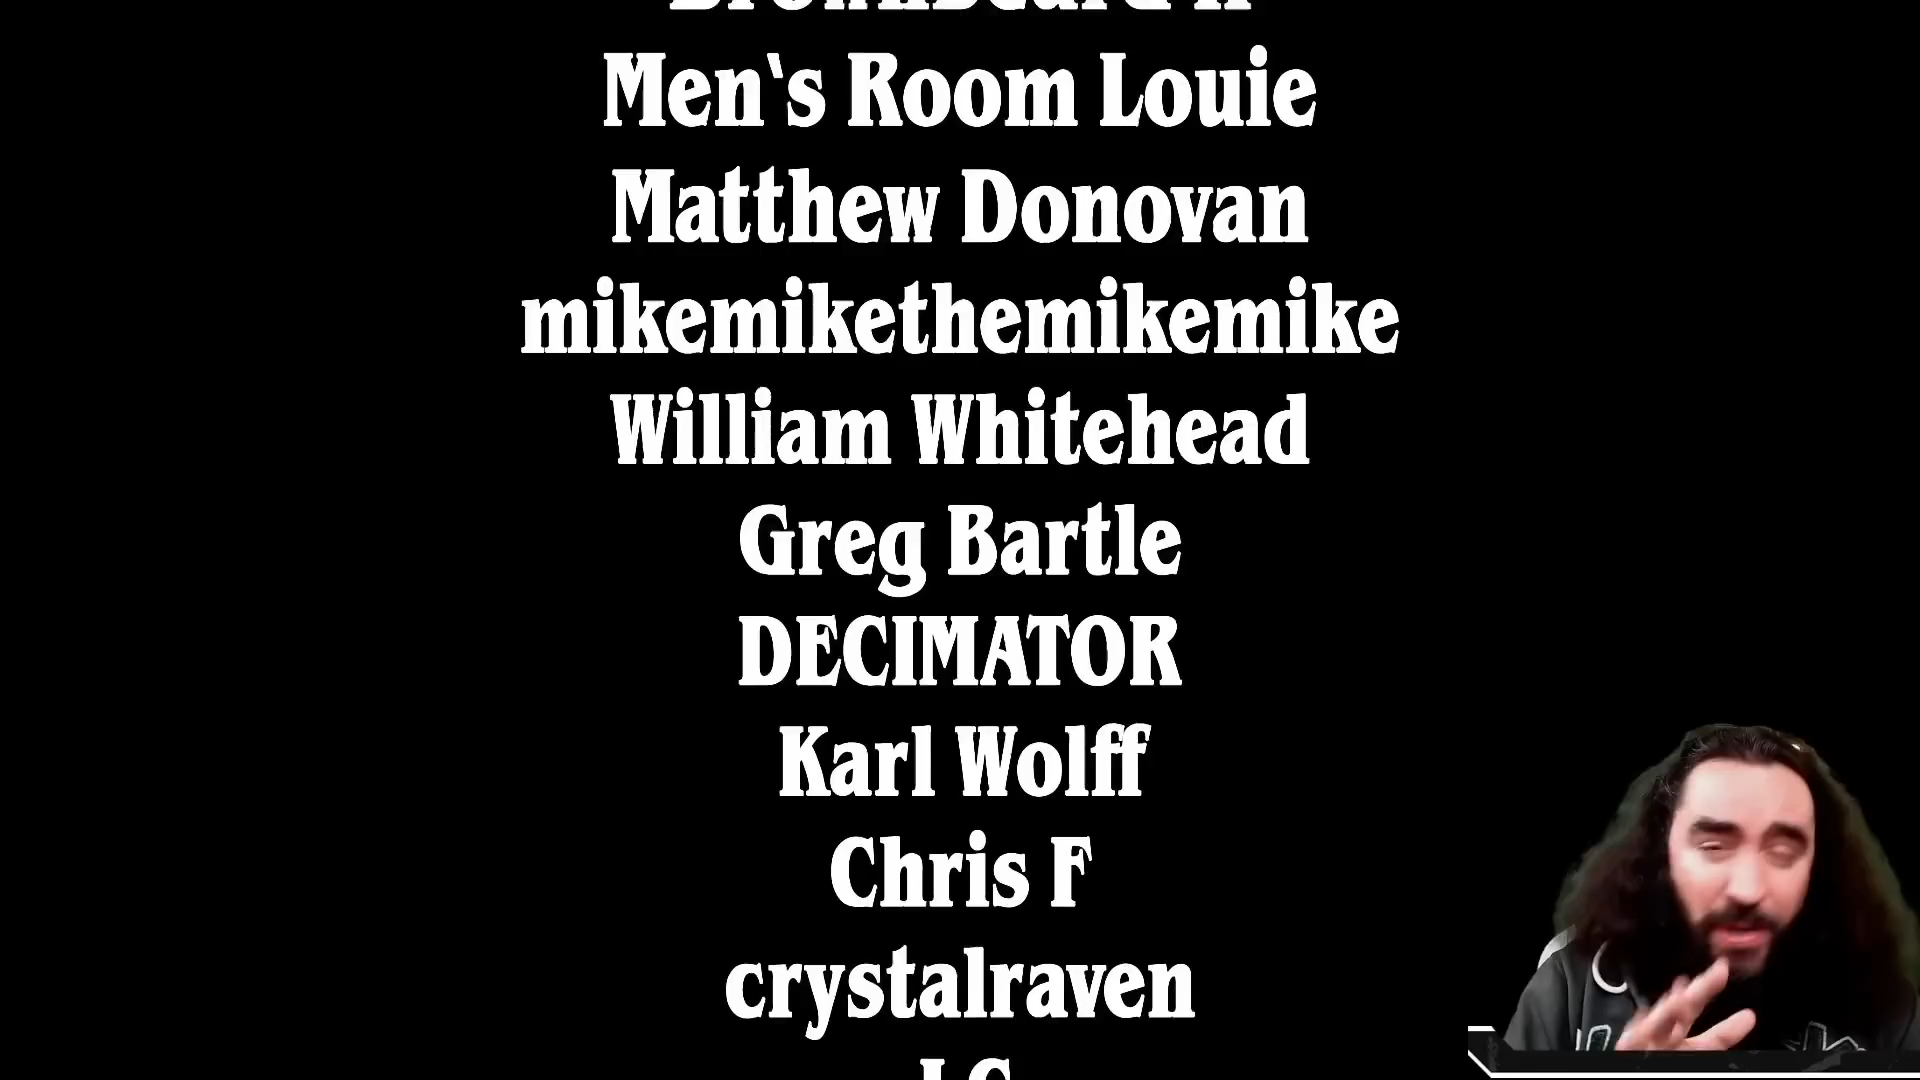 Men's Room Louie
Matthew Donovan
mikemikethemikemike
William Whitehead
Greg Bartle
DECIMATOR
Karl Wolff
Chris F
crystalraven